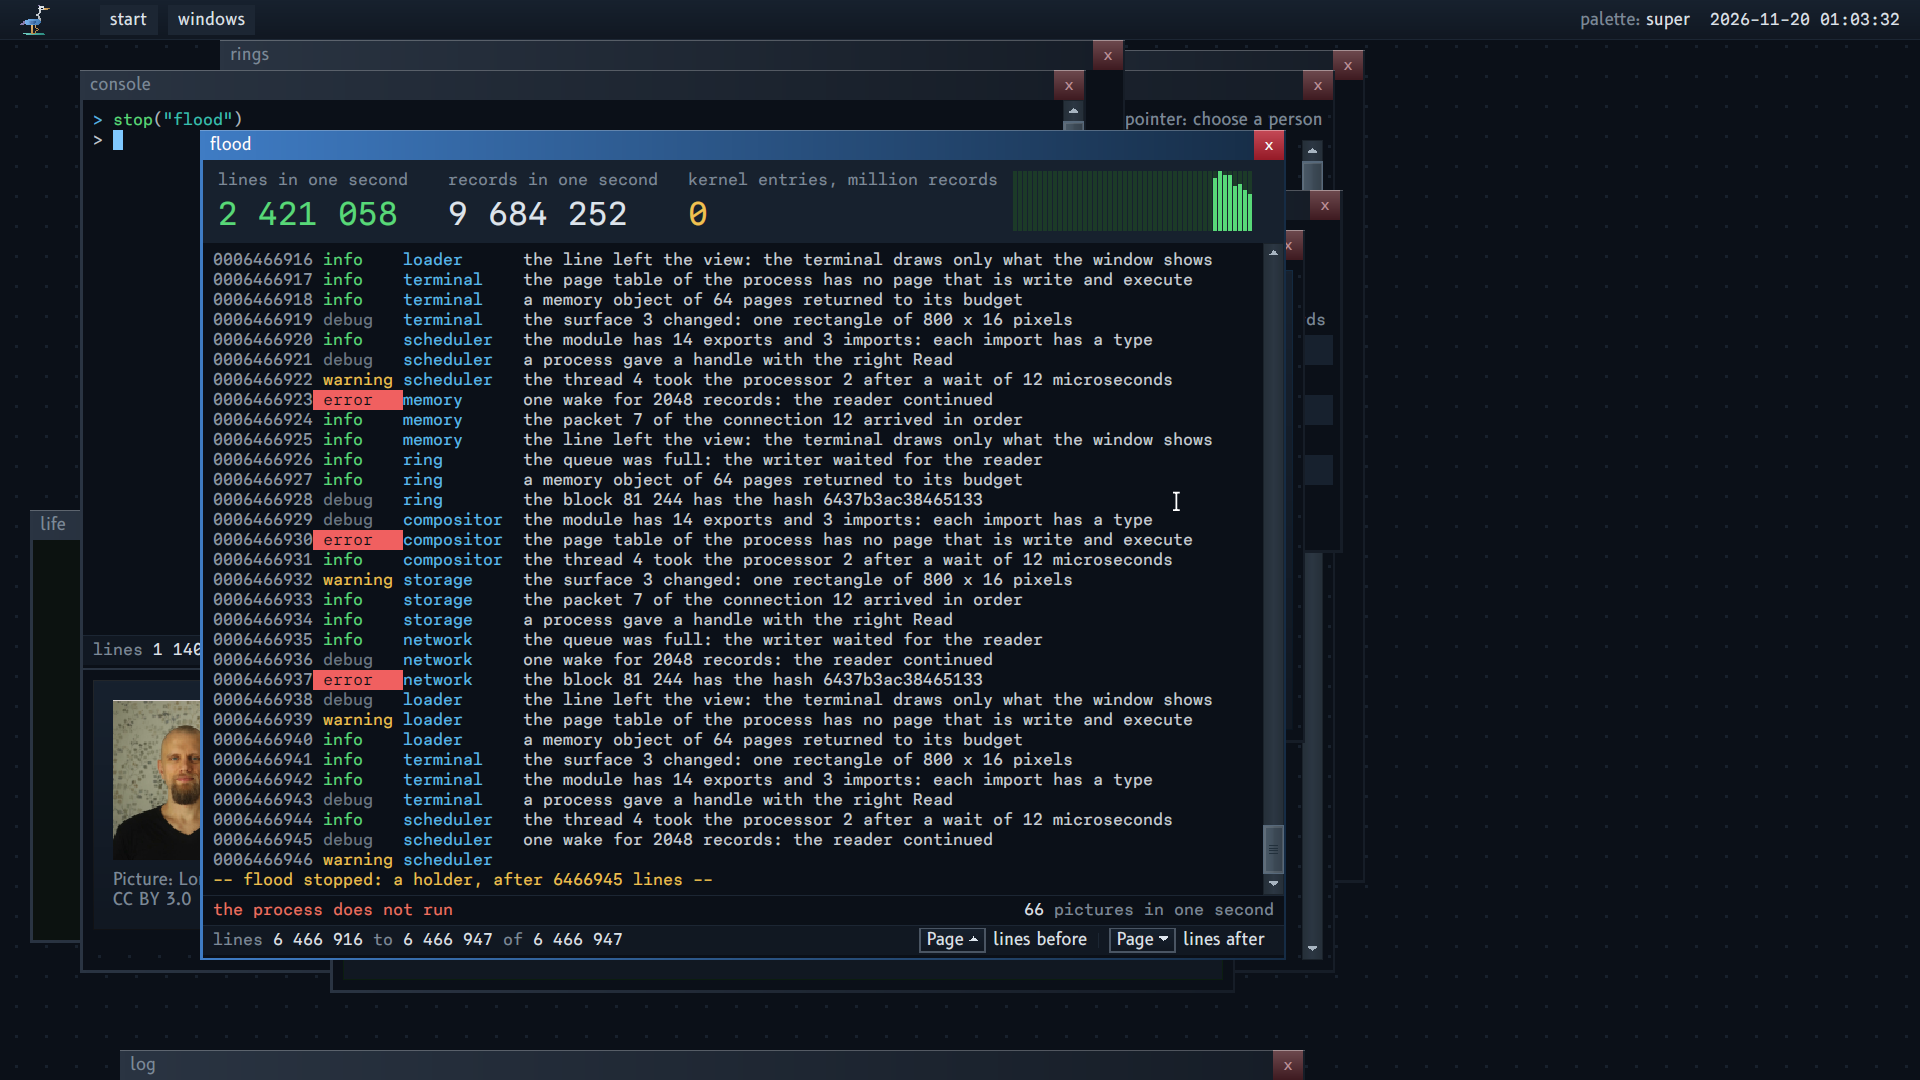 start windows palette: super 2026-11-20 01:03:32
rings x
x
console x
x
> stop("flood")
pointer: choose a person
>
flood x
lines in one second records in one second kernel entries, million records
2 421 058 9 684 252 0
x
x
0006466916 info loader the line left the view: the terminal draws only what the window shows
0006466917 info terminal the page table of the process has no page that is write and execute
0006466918 info terminal a memory object of 64 pages returned to its budget
0006466919 debug terminal the surface 3 changed: one rectangle of 800 x 16 pixels
ds
0006466920 info scheduler the module has 14 exports and 3 imports: each import has a type
0006466921 debug scheduler a process gave a handle with the right Read
0006466922 warning scheduler the thread 4 took the processor 2 after a wait of 12 microseconds
0006466923 error memory one wake for 2048 records: the reader continued
0006466924 info memory the packet 7 of the connection 12 arrived in order
0006466925 info memory the line left the view: the terminal draws only what the window shows
0006466926 info ring the queue was full: the writer waited for the reader
0006466927 info ring a memory object of 64 pages returned to its budget
0006466928 debug ring the block 81 244 has the hash 6437b3ac38465133
0006466929 debug compositor the module has 14 exports and 3 imports: each import has a type
life
0006466930 error compositor the page table of the process has no page that is write and execute
0006466931 info compositor the thread 4 took the processor 2 after a wait of 12 microseconds
0006466932 warning storage the surface 3 changed: one rectangle of 800 x 16 pixels
0006466933 info storage the packet 7 of the connection 12 arrived in order
0006466934 info storage a process gave a handle with the right Read
0006466935 info network the queue was full: the writer waited for the reader
lines 1 140
0006466936 debug network one wake for 2048 records: the reader continued
0006466937 error network the block 81 244 has the hash 6437b3ac38465133
0006466938 debug loader the line left the view: the terminal draws only what the window shows
0006466939 warning loader the page table of the process has no page that is write and execute
0006466940 info loader a memory object of 64 pages returned to its budget
0006466941 info terminal the surface 3 changed: one rectangle of 800 x 16 pixels
0006466942 info terminal the module has 14 exports and 3 imports: each import has a type
0006466943 debug terminal a process gave a handle with the right Read
0006466944 info scheduler the thread 4 took the processor 2 after a wait of 12 microseconds
0006466945 debug scheduler one wake for 2048 records: the reader continued
0006466946 warning scheduler
-- flood stopped: a holder, after 6466945 lines --
Picture: Lo
CC BY 3.0
the process does not run 66 pictures in one second
lines 6 466 916 to 6 466 947 of 6 466 947 Page lines before Page lines after
log x